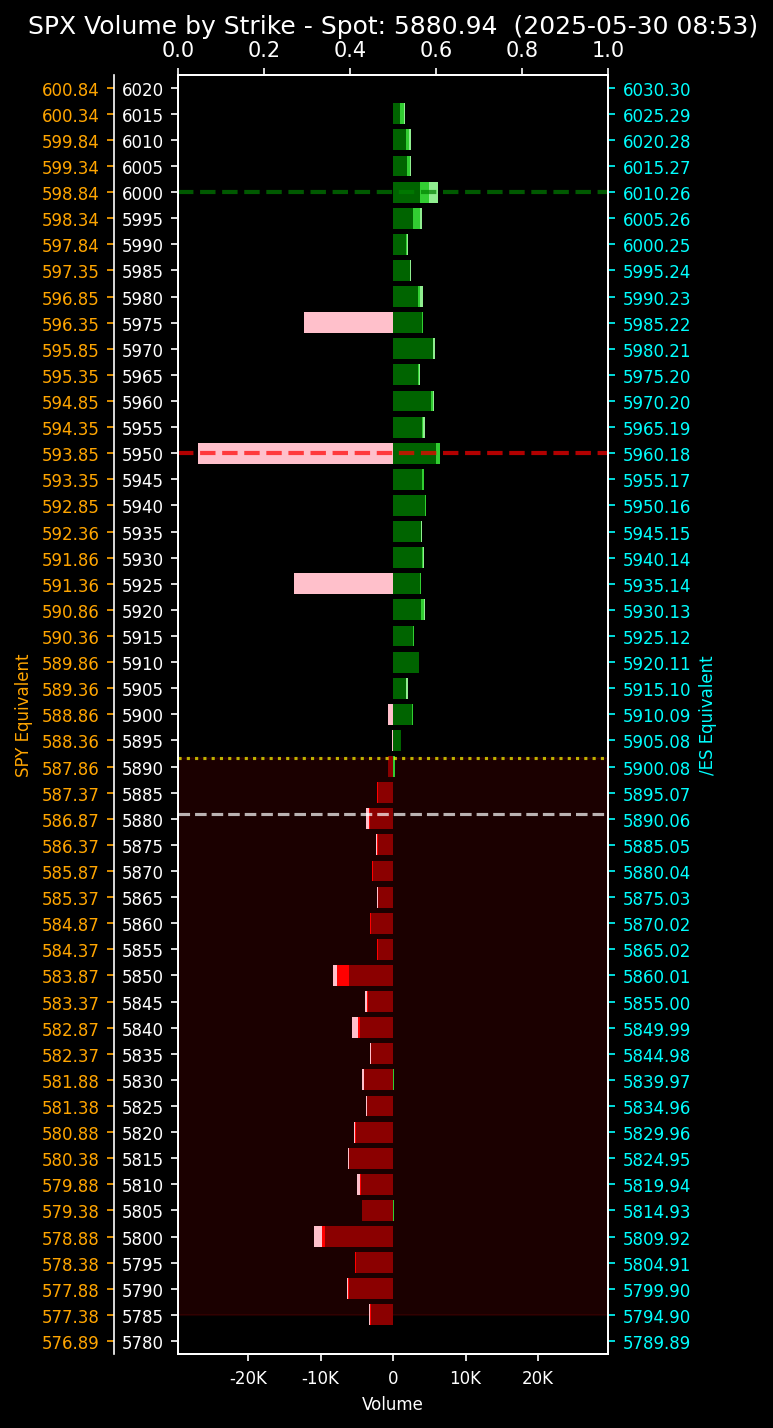 SPX Volume by Strike - Spot: 5880.94 (2025-05-30 08:53)
0.0 0.2 0.4 0.6 0.8 1.0
600.84 6020 6030.30
600.34 6015 6025.29
599.84 6010 6020.28
599.34 6005 6015.27
598.84 6000 6010.26
598.34 5995 6005.26
597.84 5990 6000.25
597.35 5985 5995.24
596.85 5980 5990.23
596.35 5975 5985.22
595.85 5970 5980.21
595.35 5965 5975.20
594.85 5960 5970.20
594.35 5955 5965.19
593.85 5950 5960.18
593.35 5945 5955.17
592.85 5940 5950.16
592.36 5935 5945.15
591.86 5930 5940.14
591.36 5925 5935.14
590.86 5920 5930.13
590.36 5915 5925.12
589.86 5910 5920.11
589.36 5905 5915.10
588.86 5900 5910.09
588.36 5895 5905.08
587.86 5890 5900.08
587.37 5885 5895.07
586.87 5880 5890.06
586.37 5875 5885.05
585.87 5870 5880.04
585.37 5865 5875.03
584.87 5860 5870.02
584.37 5855 5865.02
583.87 5850 5860.01
583.37 5845 5855.00
582.87 5840 5849.99
582.37 5835 5844.98
581.88 5830 5839.97
581.38 5825 5834.96
580.88 5820 5829.96
580.38 5815 5824.95
579.88 5810 5819.94
579.38 5805 5814.93
578.88 5800 5809.92
578.38 5795 5804.91
577.88 5790 5799.90
577.38 5785 5794.90
576.89 5780 5789.89
SPY Equivalent
/ES Equivalent
-20K -10K 0 10K 20K
Volume